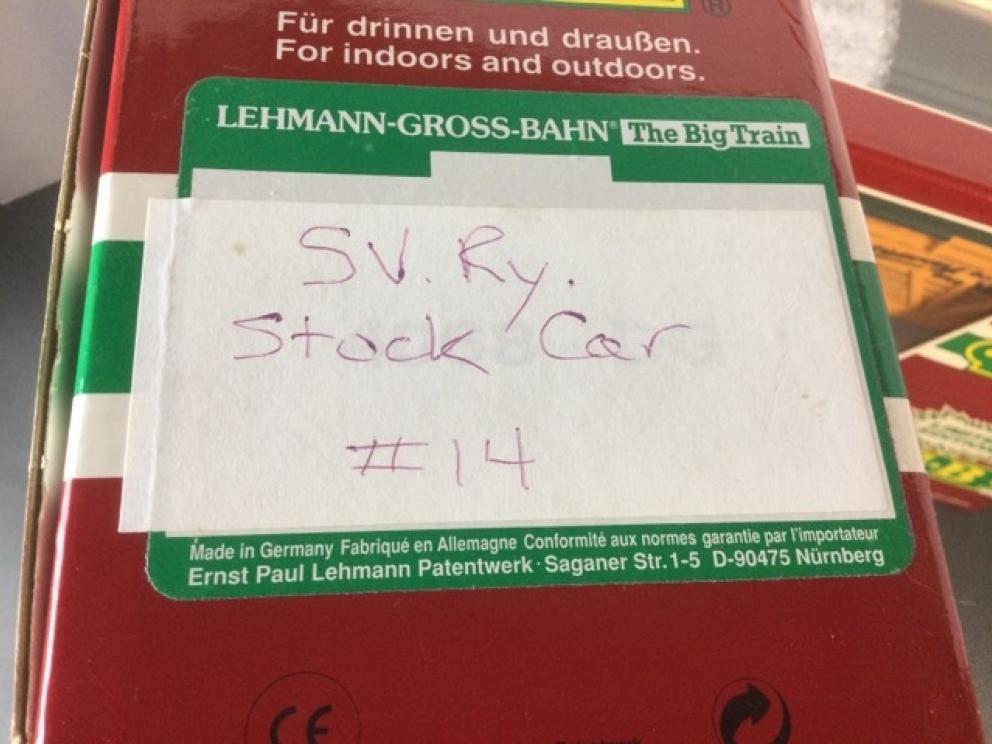 Für drinnen und draußen.
For indoors and outdoors.
LEHMANN-GROSS-BAHN® The Big Train
SV. Ry.
Stock Car
#14
Made in Germany Fabriqué en Allemagne Conformité aux normes garantie par l'importateur
Ernst Paul Lehmann Patentwerk · Saganer Str. 1-5 D-90475 Nürnberg
CE